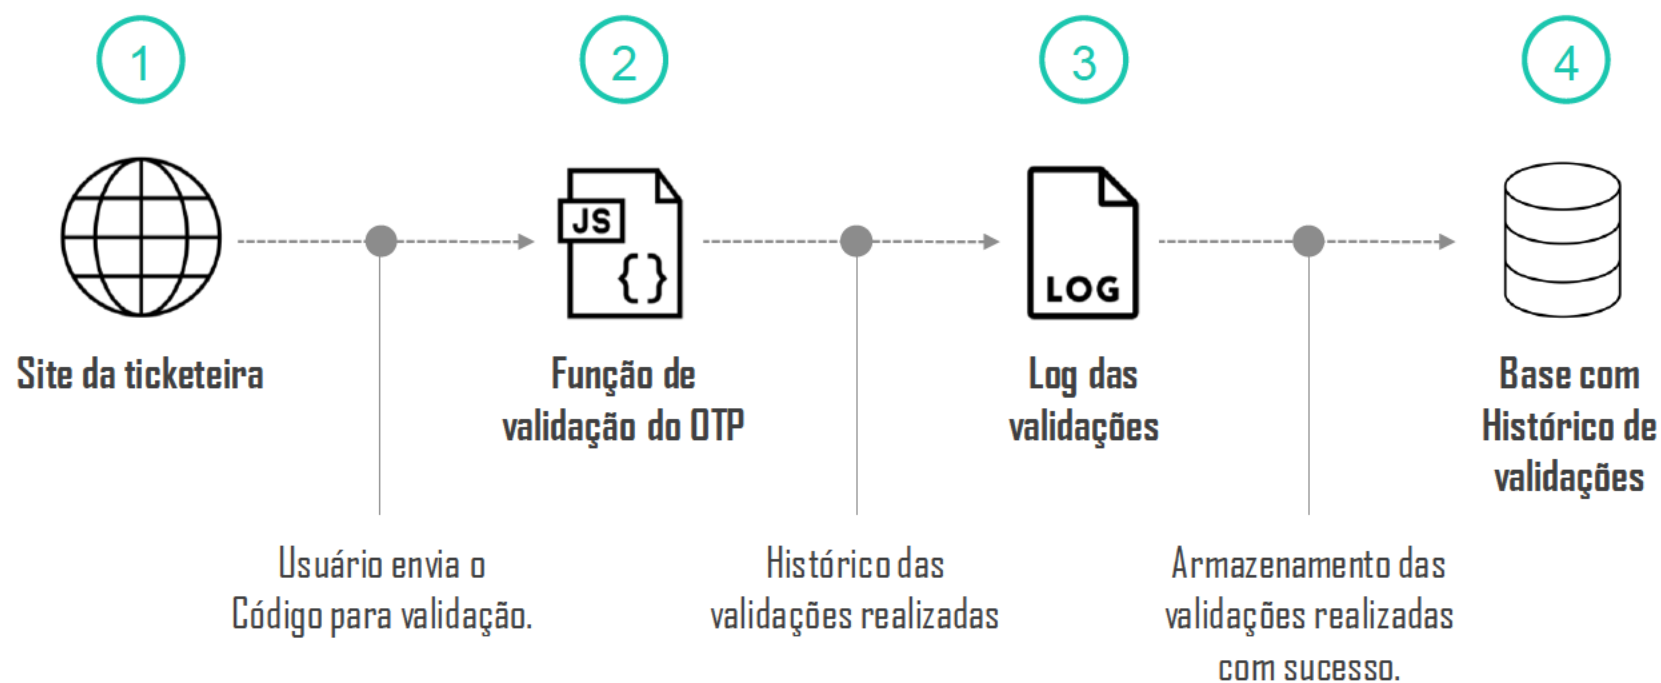 1
2
3
4
JS
{}
LOG
Site da ticketeira
Função de
validação do OTP
Log das
validações
Base com
Histórico de
validações
Usuário envia o
Código para validação.
Histórico das
validações realizadas
Armazenamento das
validações realizadas
com sucesso.